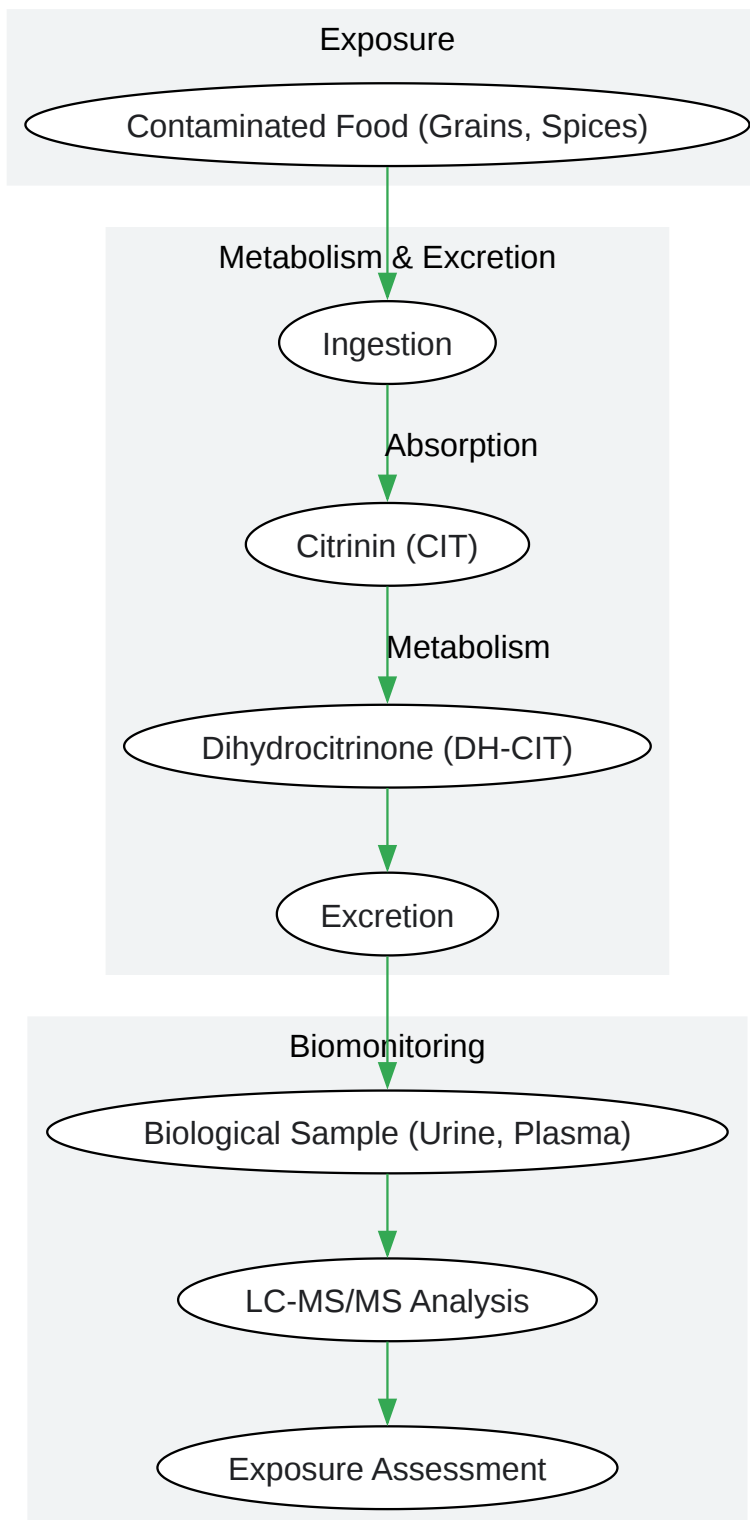 Exposure
Contaminated Food (Grains, Spices)
Metabolism & Excretion
Ingestion
Absorption
Citrinin (CIT)
Metabolism
Dihydrocitrinone (DH-CIT)
Excretion
Biomonitoring
Biological Sample (Urine, Plasma)
LC-MS/MS Analysis
Exposure Assessment